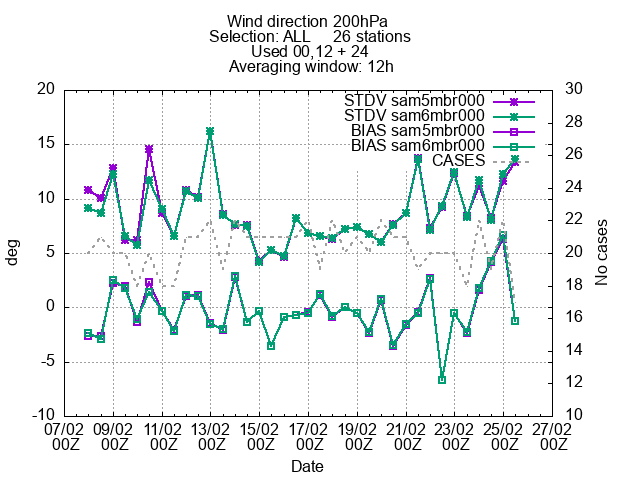 Wind direction 200hPa
Selection: ALL 26 stations
Used 00,12 + 24
Averaging window: 12h
STDV sam5mbr000
STDV sam6mbr000
BIAS sam5mbr000
BIAS sam6mbr000
CASES
20
15
10
5
0
-5
-10
deg
30
28
26
24
22
20
18
16
14
12
10
No cases
07/02 09/02 11/02 13/02 15/02 17/02 19/02 21/02 23/02 25/02 27/02
00Z 00Z 00Z 00Z 00Z 00Z 00Z 00Z 00Z 00Z 00Z
Date